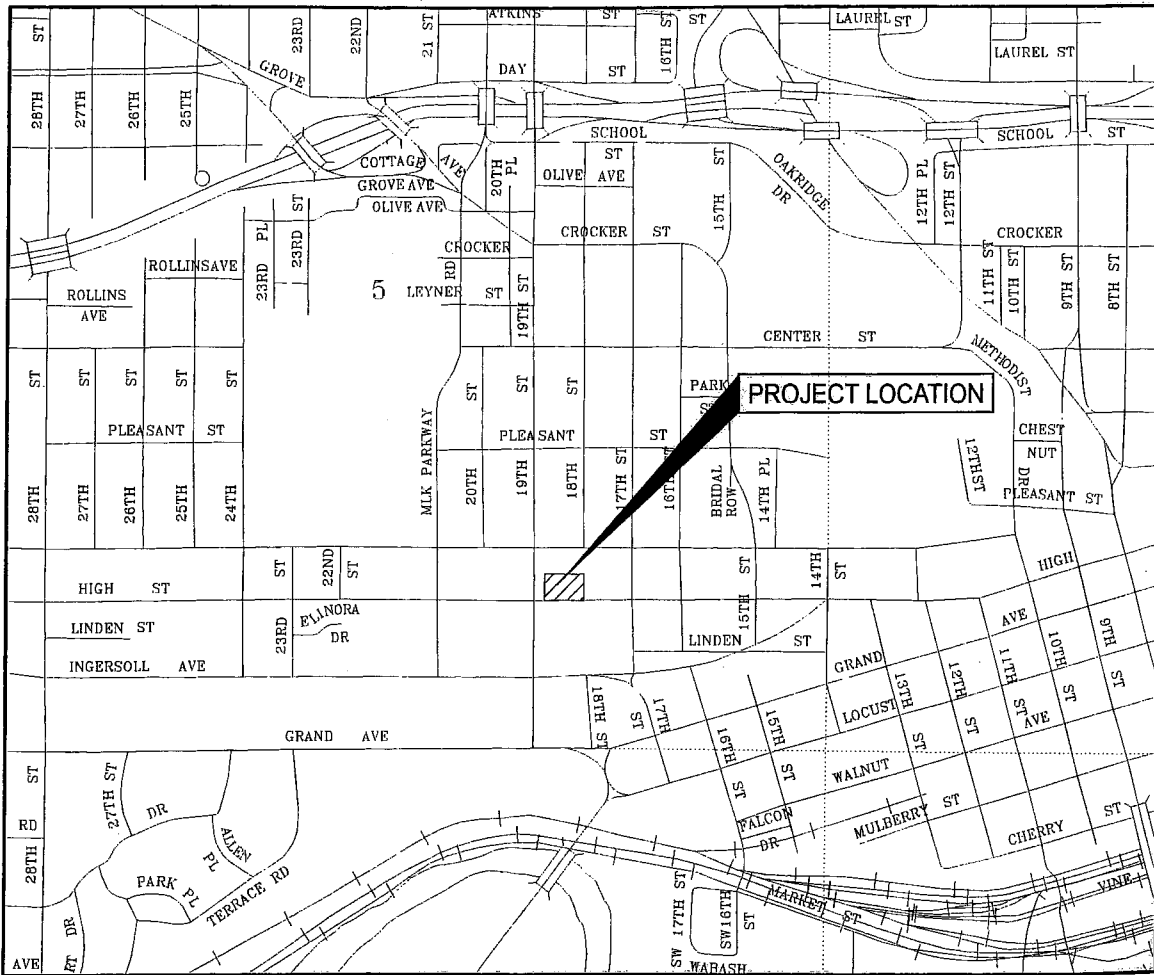 ATKINS ST
LAUREL ST
28TH ST
27TH
26TH
25TH
23RD
22ND
21 ST
16TH ST
LAUREL ST
GROVE
DAY ST
SCHOOL
SCHOOL ST
COTTAGE
AVE
20TH PL
ST
OLIVE AVE
15TH ST
OAKRIDGE DR
12TH PL
12TH ST
GROVE AVE
OLIVE AVE
23RD PL
23RD ST
CROCKER
CROCKER ST
CROCKER
RD
ROLLINSAVE
ROLLINS
AVE
5
LEYNER ST
19TH ST
11TH ST
10TH ST
9TH ST
8TH ST
CENTER ST
METHODIST
DR
28TH ST
27TH ST
26TH ST
25TH ST
24TH ST
PLEASANT ST
MLK PARKWAY
20TH ST
19TH ST
18TH ST
17TH ST
16TH ST
PLEASANT ST
PARK
S
PROJECT LOCATION
BRIDAL
ROW
14TH PL
12THST
CHEST
NUT
PLEASANT ST
HIGH ST
23RD ST
22ND ST
15TH ST
14TH ST
HIGH
LINDEN ST
ELINORA
DR
LINDEN ST
INGERSOLL AVE
GRAND AVE
LOCUST ST
13TH ST
12TH ST
11TH ST
10TH ST
9TH ST
18TH ST
17TH ST
16TH ST
15TH ST
GRAND AVE
WALNUT AVE
28TH ST
RD
27TH ST
DR
ALLEN PL
PARK PL
TERRACE RD
FALCON
DR
MULBERRY ST
CHERRY ST
RT DR
AVE
MARKET ST
VINE
SW 17TH ST
SW16TH ST
WABASH